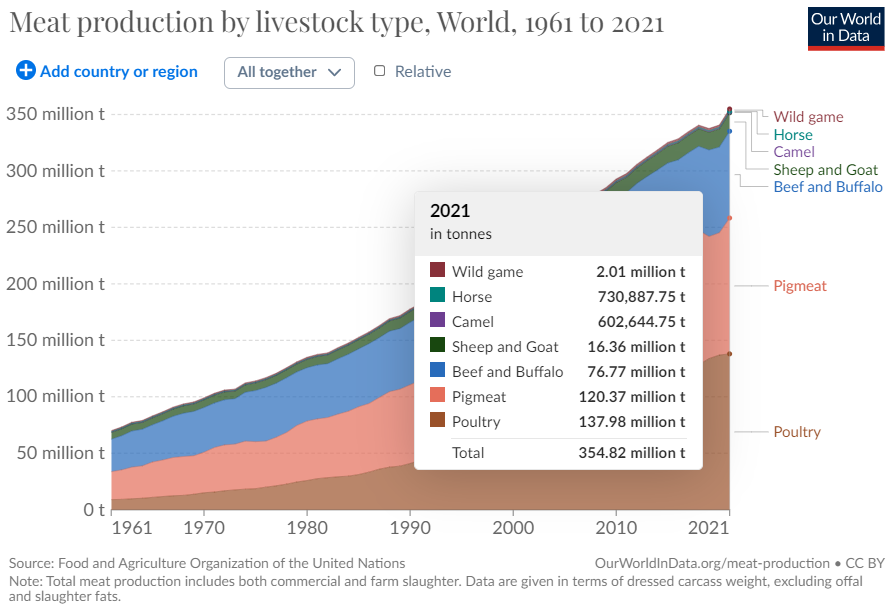 Meat production by livestock type, World, 1961 to 2021
Our World
in Data
Add country or region
All together
Relative
350 million t
300 million t
250 million t
200 million t
150 million t
100 million t
50 million t
0 t
1961
1970
1980
1990
2000
2010
2021
Wild game
Horse
Camel
Sheep and Goat
Beef and Buffalo
Pigmeat
Poultry
2021
in tonnes
Wild game 2.01 million t
Horse 730,887.75 t
Camel 602,644.75 t
Sheep and Goat 16.36 million t
Beef and Buffalo 76.77 million t
Pigmeat 120.37 million t
Poultry 137.98 million t
Total 354.82 million t
Source: Food and Agriculture Organization of the United Nations
OurWorldInData.org/meat-production • CC BY
Note: Total meat production includes both commercial and farm slaughter. Data are given in terms of dressed carcass weight, excluding offal
and slaughter fats.